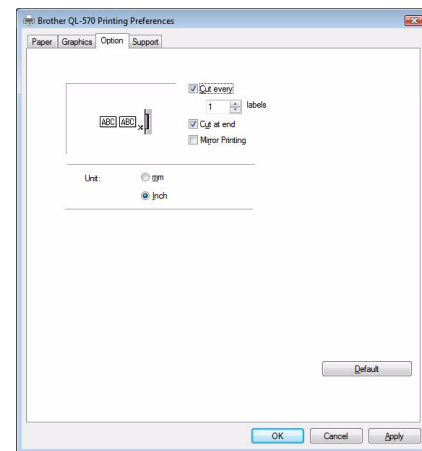 Brother QL-570 Printing Preferences
Paper Graphics Option Support
Cut every
1 labels
ABC ABC
Cut at end
Mirror Printing
Unit: mm
Inch
Default
OK Cancel Apply